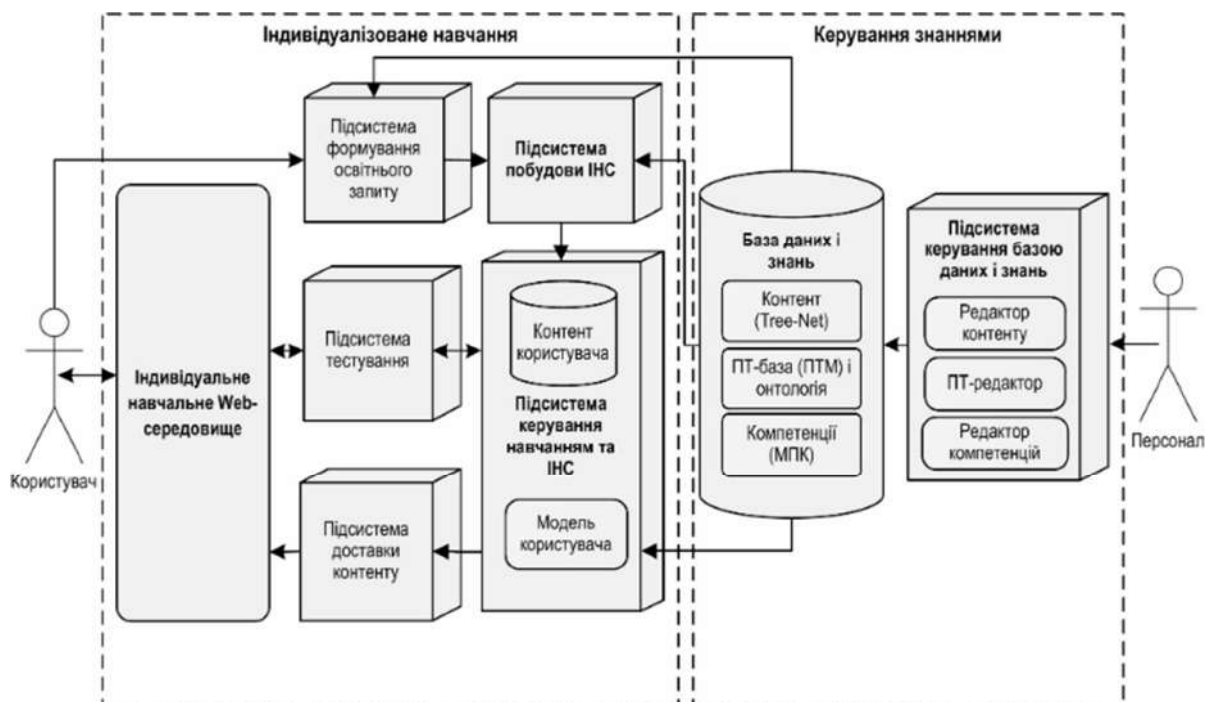 Індивідуалізоване навчання
Керування знаннями
Підсистема
формування
освітнього
запиту
Підсистема
побудови ІНС
База даних і
знань
Контент
(Tree-Net)
ПТ-база (ПТМ) і
онтологія
Компетенції
(МПК)
Підсистема
керування базою
даних і знань
Редактор
контенту
ПТ-редактор
Редактор
компетенцій
Персонал
Користувач
Індивідуальне
навчальне Web-
середовище
Підсистема
тестування
Контент
користувача
Підсистема
керування
навчанням та
ІНС
Модель
користувача
Підсистема
доставки
контенту